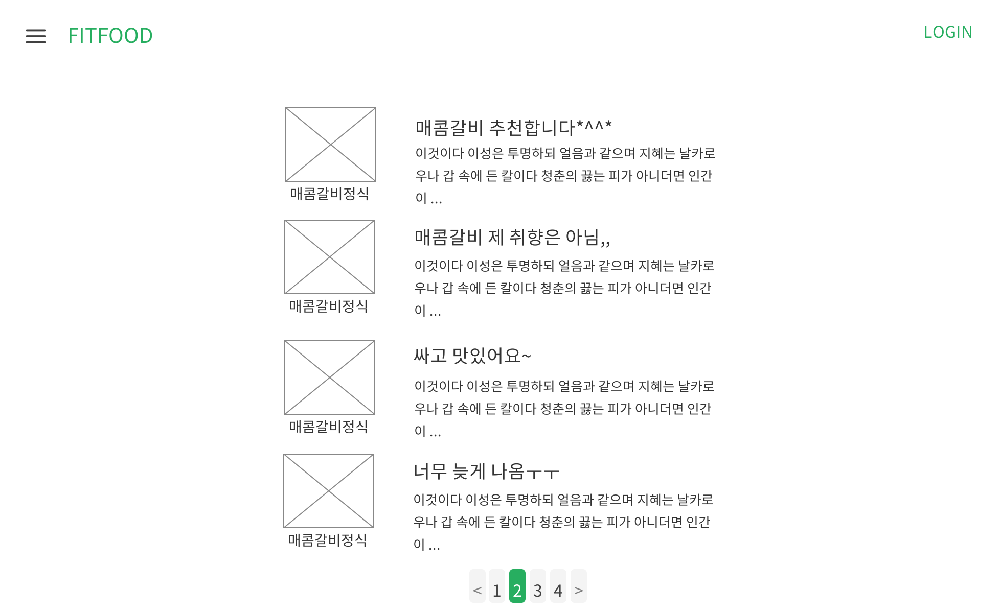 FITFOOD
LOGIN
매콤갈비 추천합니다*^^*
이것이다 이성은 투명하되 얼음과 같으며 지혜는 날카로
우나 갑 속에 든 칼이다 청춘의 끓는 피가 아니더면 인간
이 ...
매콤갈비정식
매콤갈비 제 취향은 아님,,
이것이다 이성은 투명하되 얼음과 같으며 지혜는 날카로
우나 갑 속에 든 칼이다 청춘의 끓는 피가 아니더면 인간
이 ...
매콤갈비정식
싸고 맛있어요~
이것이다 이성은 투명하되 얼음과 같으며 지혜는 날카로
우나 갑 속에 든 칼이다 청춘의 끓는 피가 아니더면 인간
이 ...
매콤갈비정식
너무 늦게 나옴ㅜㅜ
이것이다 이성은 투명하되 얼음과 같으며 지혜는 날카로
우나 갑 속에 든 칼이다 청춘의 끓는 피가 아니더면 인간
이 ...
매콤갈비정식
< 1 2 3 4 >